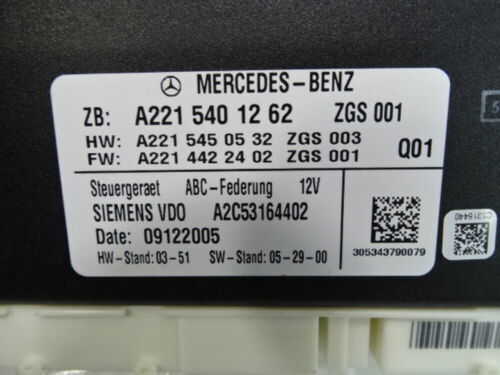 MERCEDES-BENZ
ZB: A221 540 12 62 ZGS 001
HW: A221 545 05 32 ZGS 003
FW: A221 442 24 02 ZGS 001 Q01
Steuergeraet ABC-Federung 12V
SIEMENS VDO A2C53164402
Date: 09122005
HW-Stand: 03-51 SW-Stand: 05-29-00
305343790079
C5316440